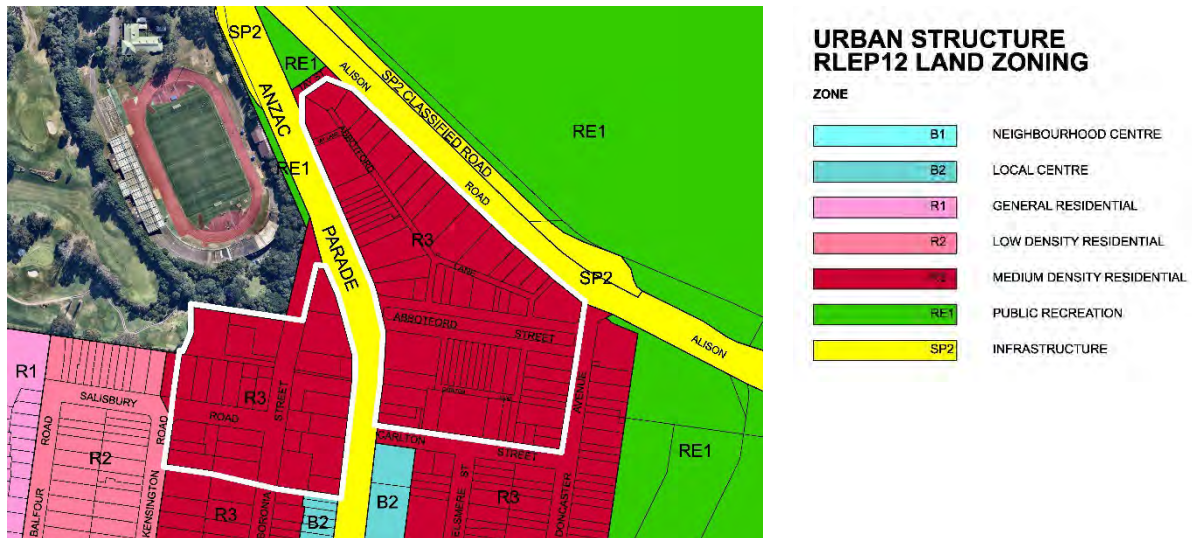 SP2
ANZAC
PARADE
RE1
ALISON
SP2 CLASSIFIED ROAD
ROAD
RE1
RE1
ABBOTFORD
R3
LANE
SP2
ALISON
ABBOTFORD STREET
AVENUE
R1
SALISBURY
ROAD
R3
STREET
ROAD
ROAD
R2
CARLTON STREET
RE1
BALFOUR
KENSINGTON
R3
BORONIA
B2
B2
ELSMERE ST
R3
DONCASTER
URBAN STRUCTURE
RLEP12 LAND ZONING
ZONE
B1 NEIGHBOURHOOD CENTRE
B2 LOCAL CENTRE
R1 GENERAL RESIDENTIAL
R2 LOW DENSITY RESIDENTIAL
R3 MEDIUM DENSITY RESIDENTIAL
RE1 PUBLIC RECREATION
SP2 INFRASTRUCTURE